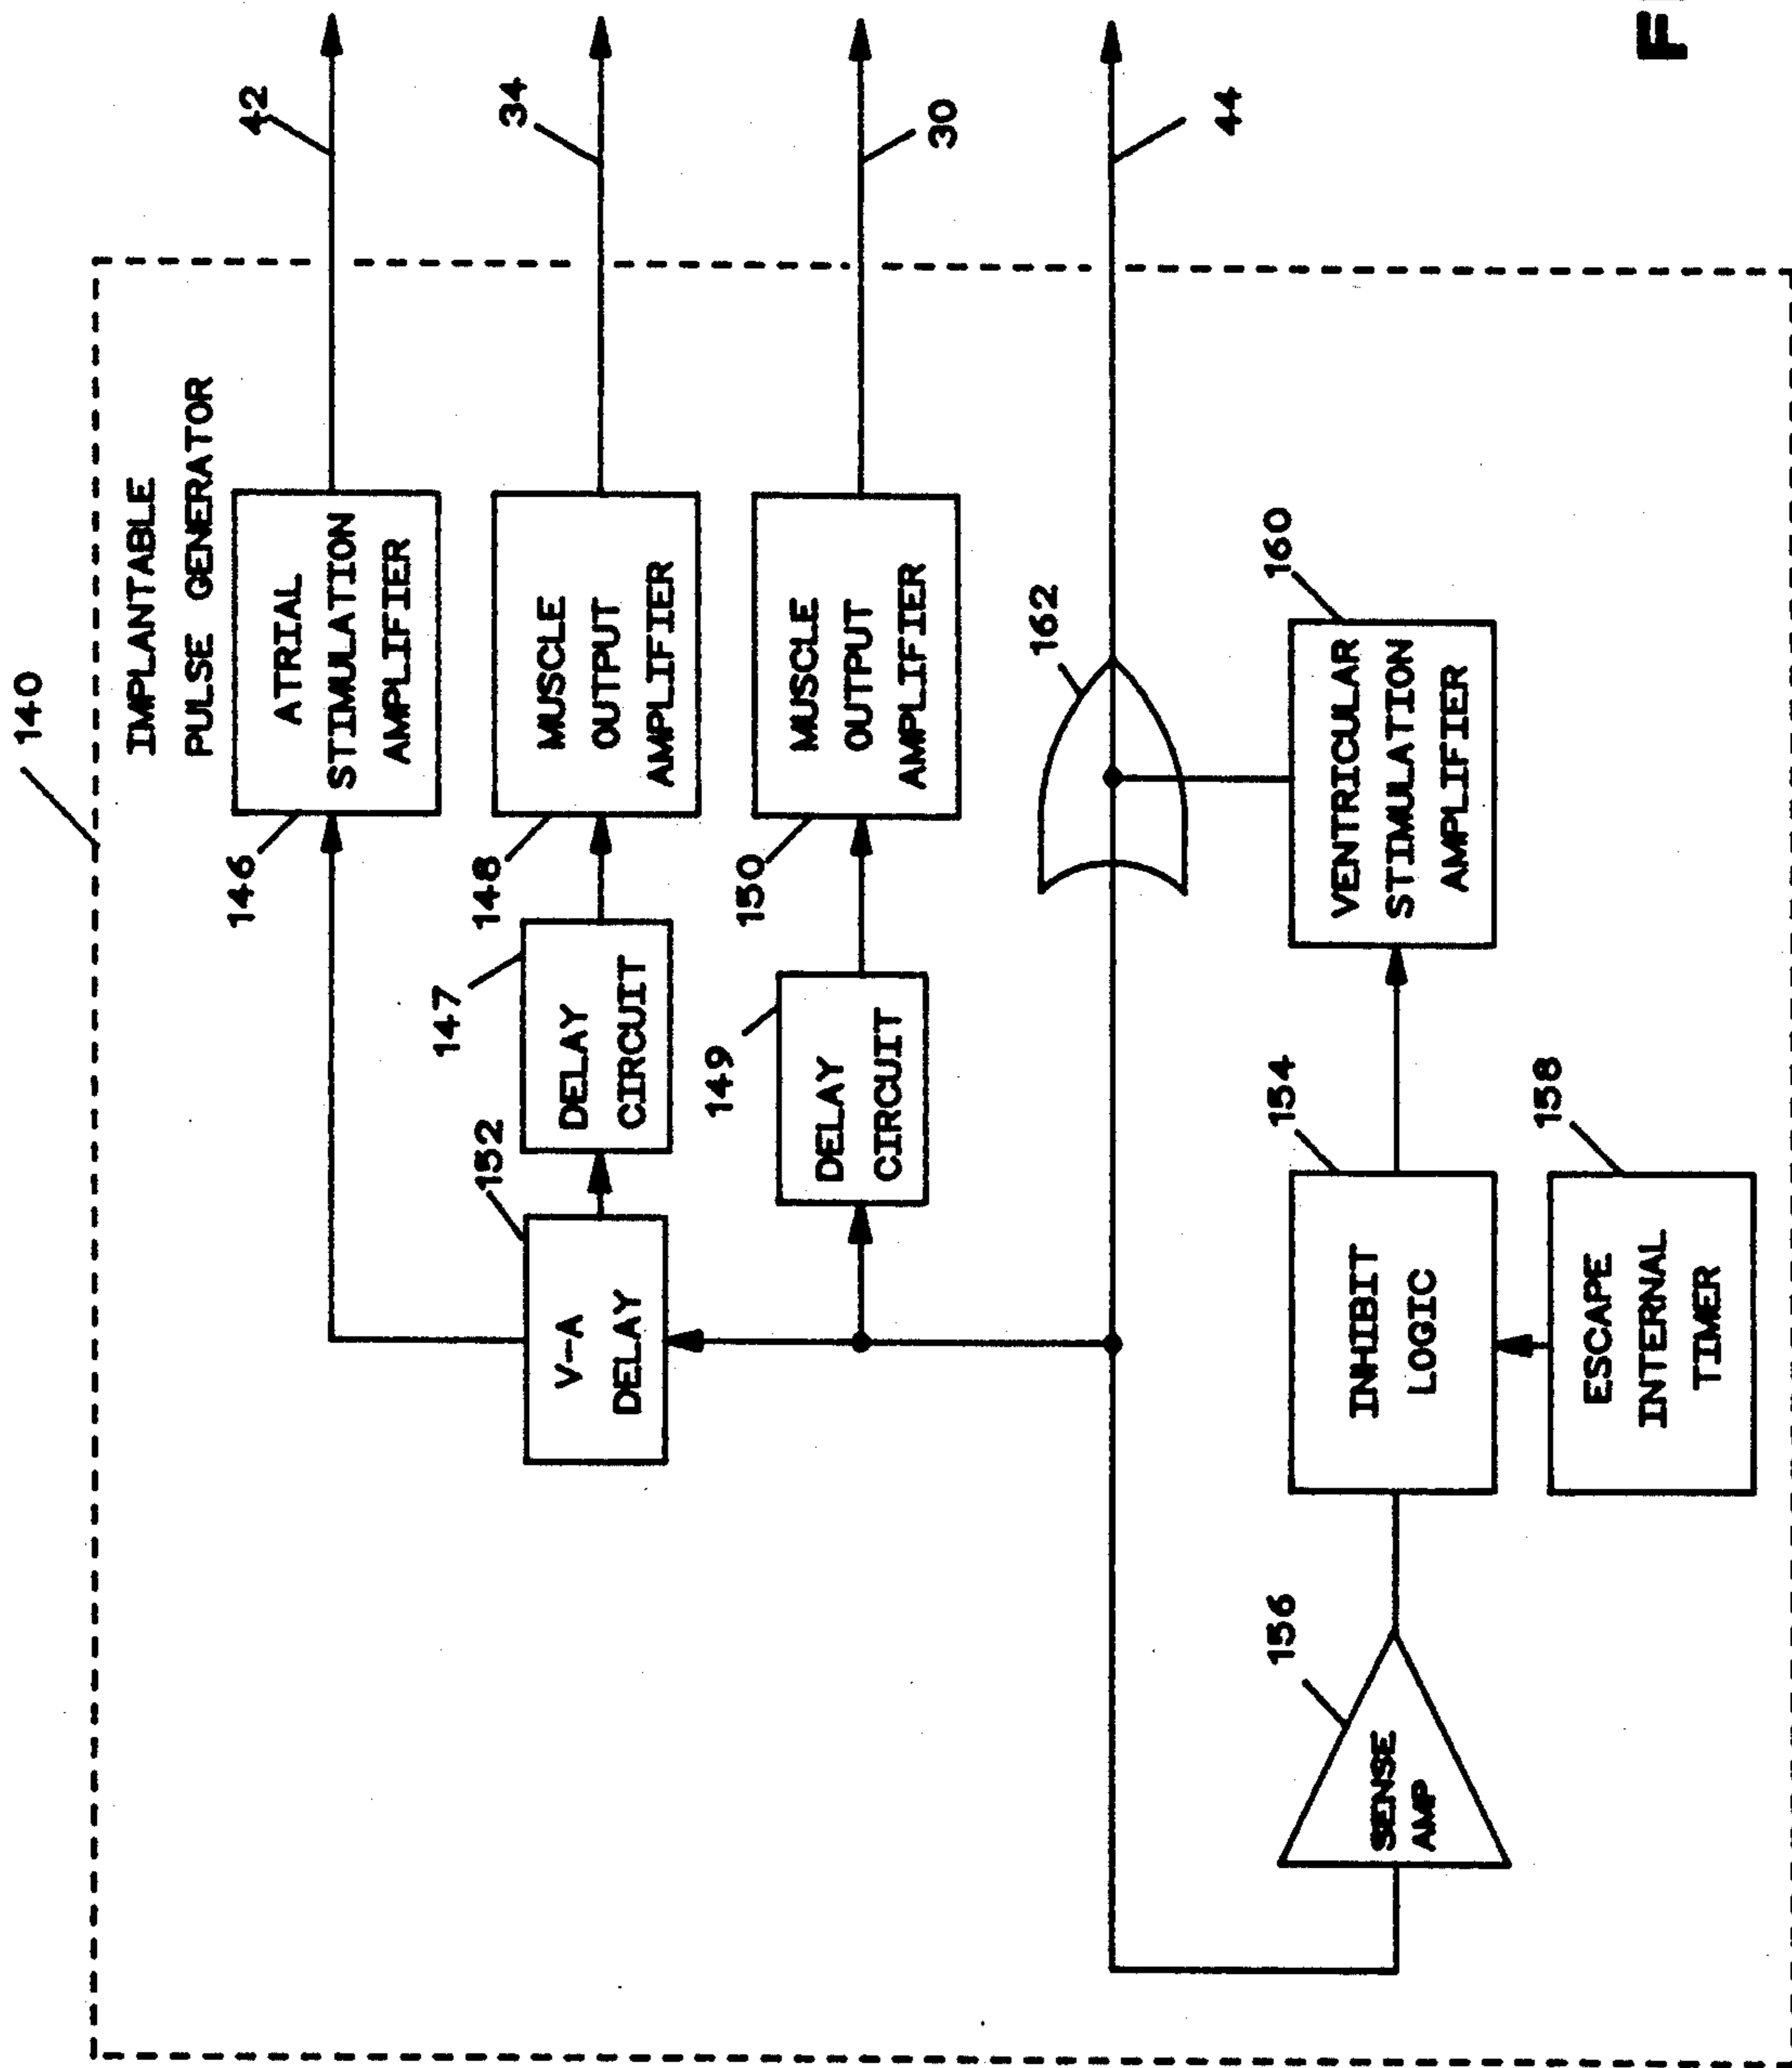 140
IMPLANTABLE
PULSE GENERATOR
42
146
ATRIAL
STIMULATION
AMPLIFIER
34
152
147
148
V-A
DELAY
DELAY
CIRCUIT
MUSCLE
OUTPUT
AMPLIFIER
30
149
150
DELAY
CIRCUIT
MUSCLE
OUTPUT
AMPLIFIER
44
162
156
154
160
SENSE
AMP
INHIBIT
LOGIC
VENTRICULAR
STIMULATION
AMPLIFIER
158
ESCAPE
INTERNAL
TIMER
F